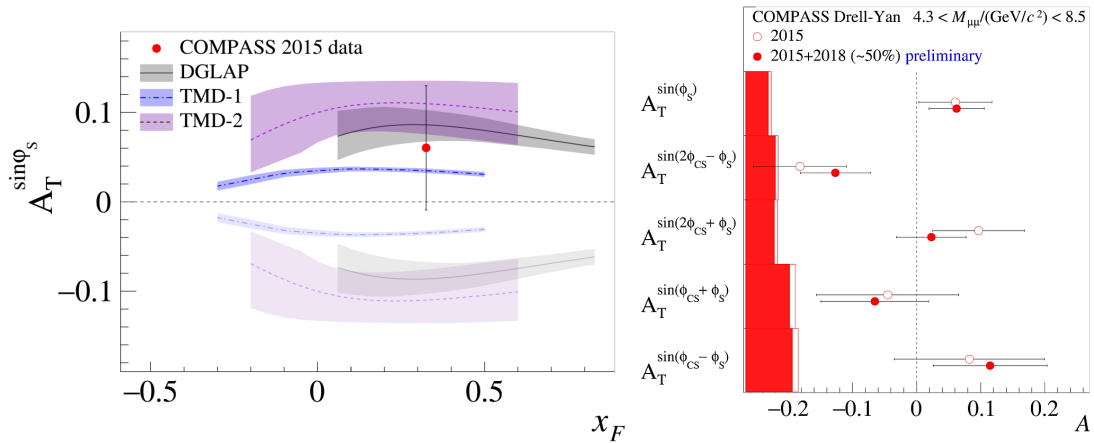 COMPASS 2015 data
DGLAP
TMD-1
TMD-2
A_T^sinφ_S
0.1
0
−0.1
−0.5
0
0.5
x_F
COMPASS Drell-Yan 4.3 < M_μμ/(GeV/c²) < 8.5
2015
2015+2018 (~50%) preliminary
A_T^sin(ϕ_S)
A_T^sin(2ϕ_CS−ϕ_S)
A_T^sin(2ϕ_CS+ϕ_S)
A_T^sin(ϕ_CS+ϕ_S)
A_T^sin(ϕ_CS−ϕ_S)
−0.2
−0.1
0
0.1
0.2
A